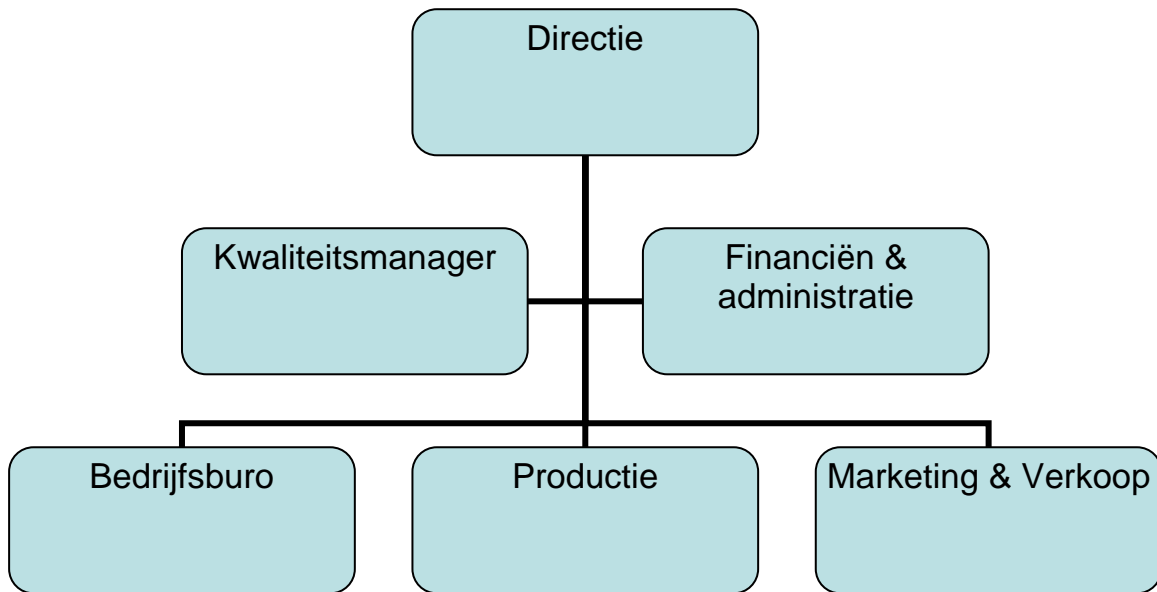 Directie
Kwaliteitsmanager
Financiën &
administratie
Bedrijfsburo
Productie
Marketing & Verkoop